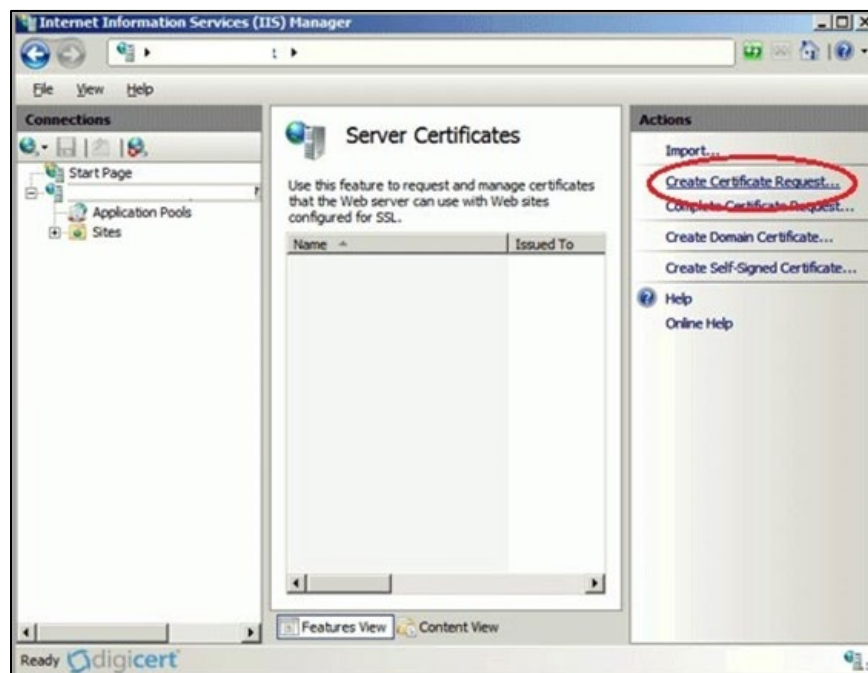 Internet Information Services (IIS) Manager
File View Help
Connections
Start Page
Application Pools
Sites
Server Certificates
Use this feature to request and manage certificates
that the Web server can use with Web sites
configured for SSL.
Name Issued To
Features View Content View
Actions
Import...
Create Certificate Request...
Complete Certificate Request...
Create Domain Certificate...
Create Self-Signed Certificate...
Help
Online Help
Ready digicert